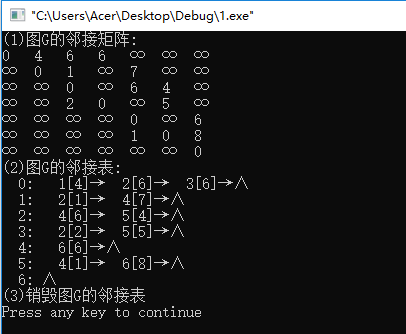 "C:\Users\Acer\Desktop\Debug\1.exe"
(1)图G的邻接矩阵:
0 4 6 6 ∞ ∞ ∞
∞ 0 1 ∞ 7 ∞ ∞
∞ ∞ 0 ∞ 6 4 ∞
∞ ∞ 2 0 ∞ 5 ∞
∞ ∞ ∞ ∞ 0 ∞ 6
∞ ∞ ∞ ∞ 1 0 8
∞ ∞ ∞ ∞ ∞ ∞ 0
(2)图G的邻接表:
0: 1[4]→ 2[6]→ 3[6]→∧
1: 2[1]→ 4[7]→∧
2: 4[6]→ 5[4]→∧
3: 2[2]→ 5[5]→∧
4: 6[6]→∧
5: 4[1]→ 6[8]→∧
6: ∧
(3)销毁图G的邻接表
Press any key to continue